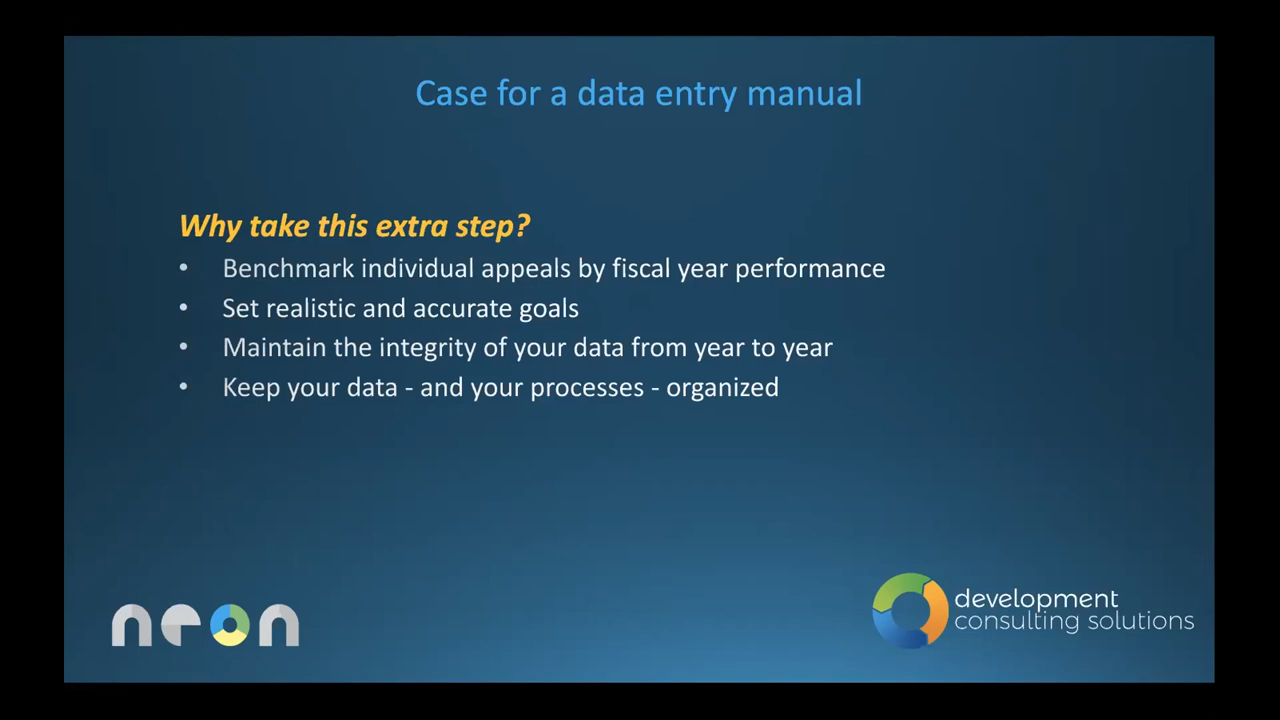 Case for a data entry manual
Why take this extra step?
• Benchmark individual appeals by fiscal year performance
• Set realistic and accurate goals
• Maintain the integrity of your data from year to year
• Keep your data - and your processes - organized
neon
development
consulting solutions